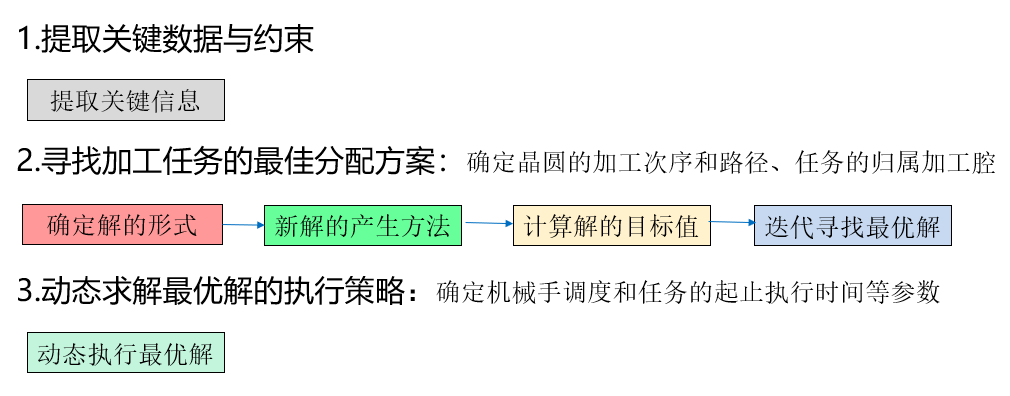 1.提取关键数据与约束
提取关键信息
2.寻找加工任务的最佳分配方案：确定晶圆的加工次序和路径、任务的归属加工腔
确定解的形式 新解的产生方法 计算解的目标值 迭代寻找最优解
3.动态求解最优解的执行策略：确定机械手调度和任务的起止执行时间等参数
动态执行最优解